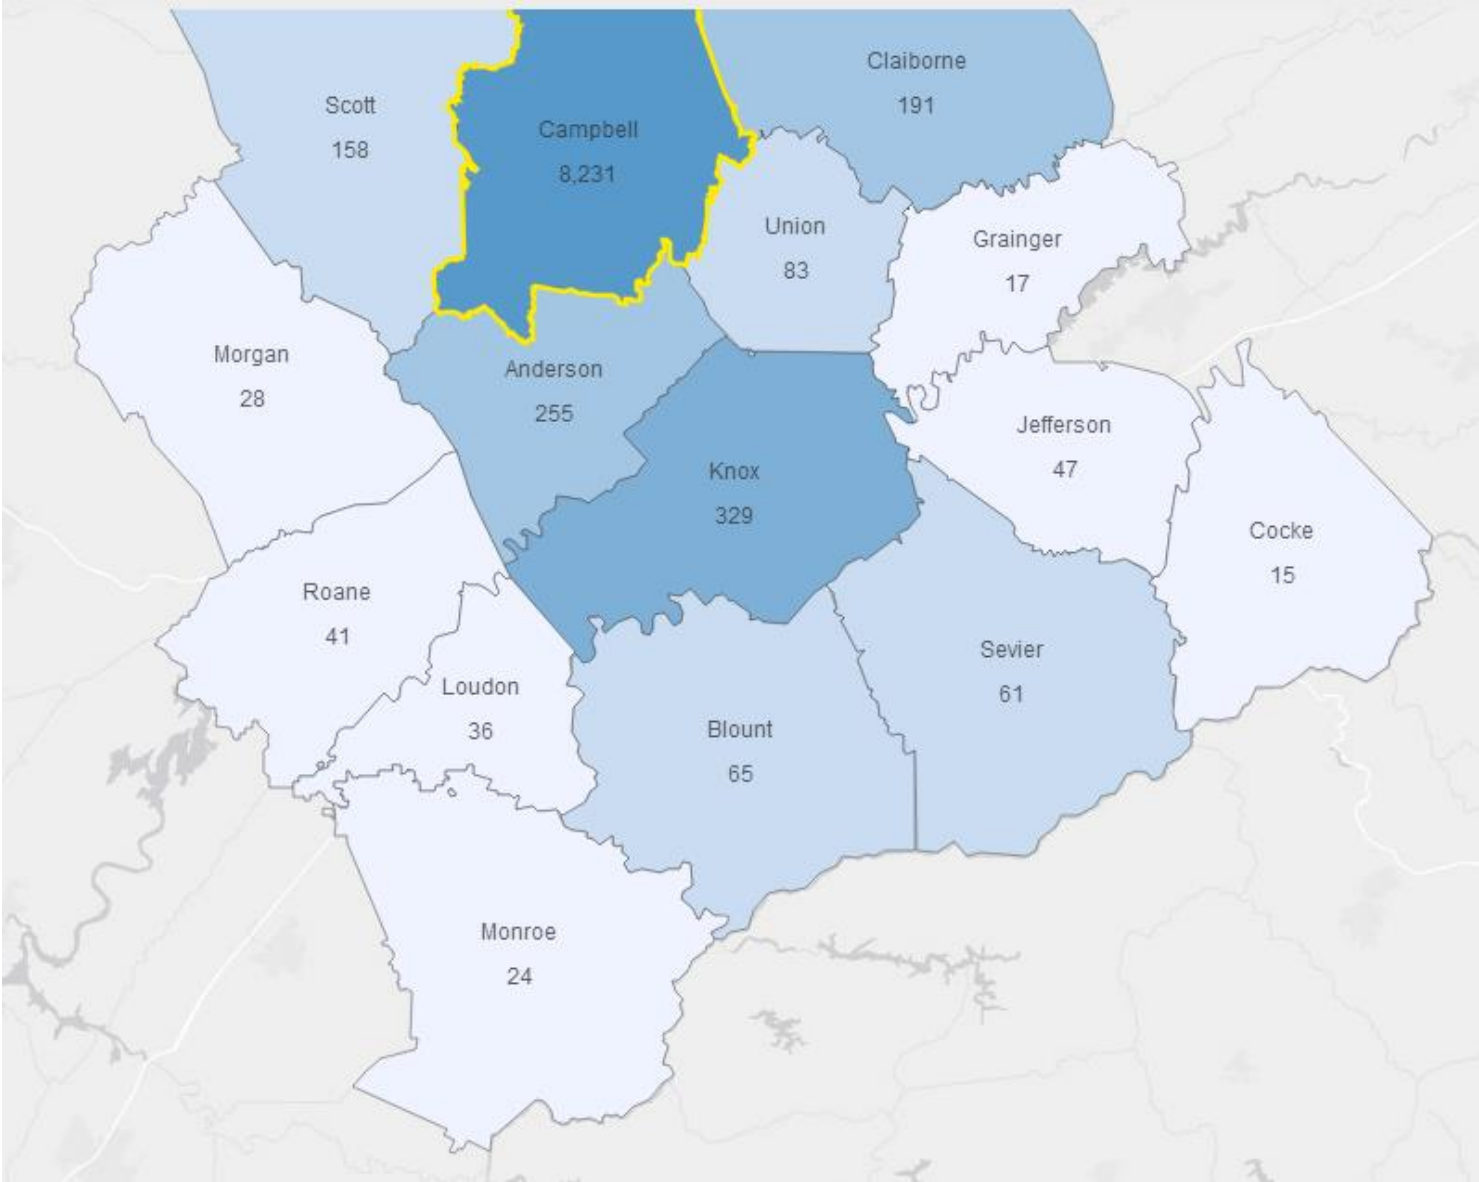 Claiborne
191
Scott
158
Campbell
8,231
Union
83
Grainger
17
Morgan
28
Anderson
255
Jefferson
47
Knox
329
Cocke
15
Roane
41
Sevier
61
Loudon
36
Blount
65
Monroe
24